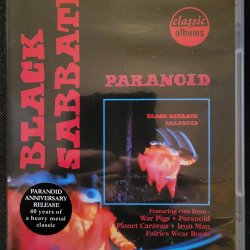 classic
albums
BLACK
SABBATH
PARANOID
BLACK SABBATH
PARANOID
PARANOID
ANNIVERSARY
RELEASE
40 years of
a heavy metal
classic
Featuring cuts from:
War Pigs • Paranoid
Planet Caravan • Iron Man
Fairies Wear Boots